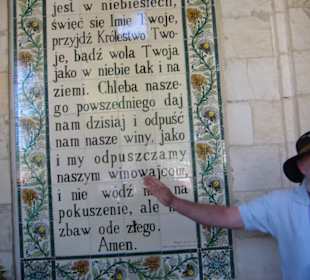 jest w niebiesiech,
święć się Imię Twoje,
przyjdź Królestwo Two-
je, bądź wola Twoja
jako w niebie tak i na
ziemi. Chleba nasze-
go powszedniego daj
nam dzisiaj i odpuść
nam nasze winy, jako
i my odpuszczamy
naszym winowajcom,
i nie wódź na
pokuszenie, ale
zbaw ode złego.
Amen.